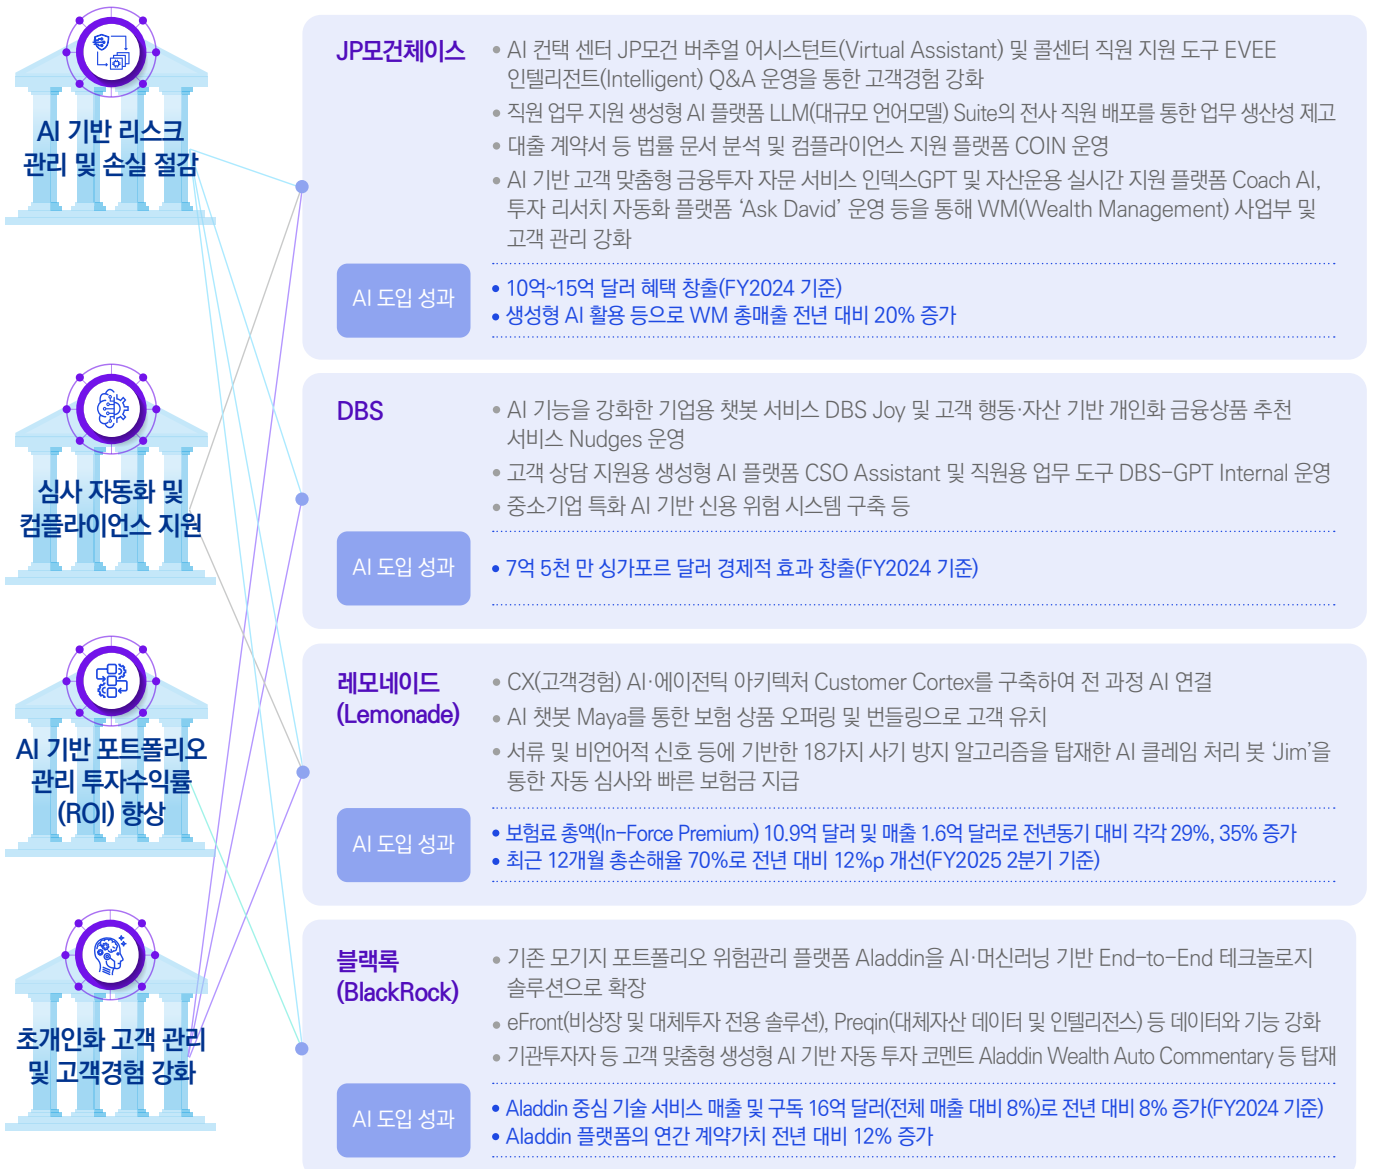 AI 기반 리스크
관리 및 손실 절감
심사 자동화 및
컴플라이언스 지원
AI 기반 포트폴리오
관리 투자수익률
(ROI) 향상
초개인화 고객 관리
및 고객경험 강화
JP모건체이스
• AI 컨택 센터 JP모건 버추얼 어시스턴트(Virtual Assistant) 및 콜센터 직원 지원 도구 EVEE
인텔리전트(Intelligent) Q&A 운영을 통한 고객경험 강화
• 직원 업무 지원 생성형 AI 플랫폼 LLM(대규모 언어모델) Suite의 전사 직원 배포를 통한 업무 생산성 제고
• 대출 계약서 등 법률 문서 분석 및 컴플라이언스 지원 플랫폼 COIN 운영
• AI 기반 고객 맞춤형 금융투자 자문 서비스 인덱스GPT 및 자산운용 실시간 지원 플랫폼 Coach AI,
투자 리서치 자동화 플랫폼 ‘Ask David’ 운영 등을 통해 WM(Wealth Management) 사업부 및
고객 관리 강화
AI 도입 성과
• 10억~15억 달러 혜택 창출(FY2024 기준)
• 생성형 AI 활용 등으로 WM 총매출 전년 대비 20% 증가
DBS
• AI 기능을 강화한 기업용 챗봇 서비스 DBS Joy 및 고객 행동·자산 기반 개인화 금융상품 추천
서비스 Nudges 운영
• 고객 상담 지원용 생성형 AI 플랫폼 CSO Assistant 및 직원용 업무 도구 DBS-GPT Internal 운영
• 중소기업 특화 AI 기반 신용 위험 시스템 구축 등
AI 도입 성과
• 7억 5천 만 싱가포르 달러 경제적 효과 창출(FY2024 기준)
레모네이드
(Lemonade)
• CX(고객경험) AI·에이전틱 아키텍처 Customer Cortex를 구축하여 전 과정 AI 연결
• AI 챗봇 Maya를 통한 보험 상품 오퍼링 및 번들링으로 고객 유치
• 서류 및 비언어적 신호 등에 기반한 18가지 사기 방지 알고리즘을 탑재한 AI 클레임 처리 봇 ‘Jim’을
통한 자동 심사와 빠른 보험금 지급
AI 도입 성과
• 보험료 총액(In-Force Premium) 10.9억 달러 및 매출 1.6억 달러로 전년동기 대비 각각 29%, 35% 증가
• 최근 12개월 총손해율 70%로 전년 대비 12%p 개선(FY2025 2분기 기준)
블랙록
(BlackRock)
• 기존 모기지 포트폴리오 위험관리 플랫폼 Aladdin을 AI·머신러닝 기반 End-to-End 테크놀로지
솔루션으로 확장
• eFront(비상장 및 대체투자 전용 솔루션), Preqin(대체자산 데이터 및 인텔리전스) 등 데이터와 기능 강화
• 기관투자자 등 고객 맞춤형 생성형 AI 기반 자동 투자 코멘트 Aladdin Wealth Auto Commentary 등 탑재
AI 도입 성과
• Aladdin 중심 기술 서비스 매출 및 구독 16억 달러(전체 매출 대비 8%)로 전년 대비 8% 증가(FY2024 기준)
• Aladdin 플랫폼의 연간 계약가치 전년 대비 12% 증가